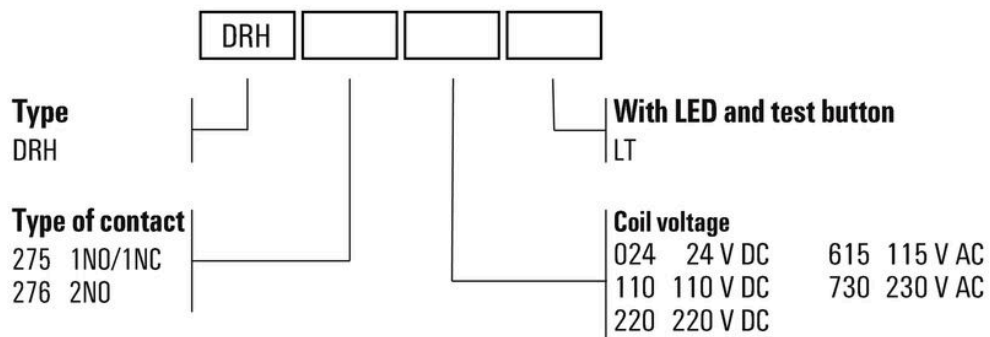 DRH
Type
DRH
With LED and test button
LT
Type of contact
275 1NO/1NC
276 2NO
Coil voltage
024 24 V DC 615 115 V AC
110 110 V DC 730 230 V AC
220 220 V DC